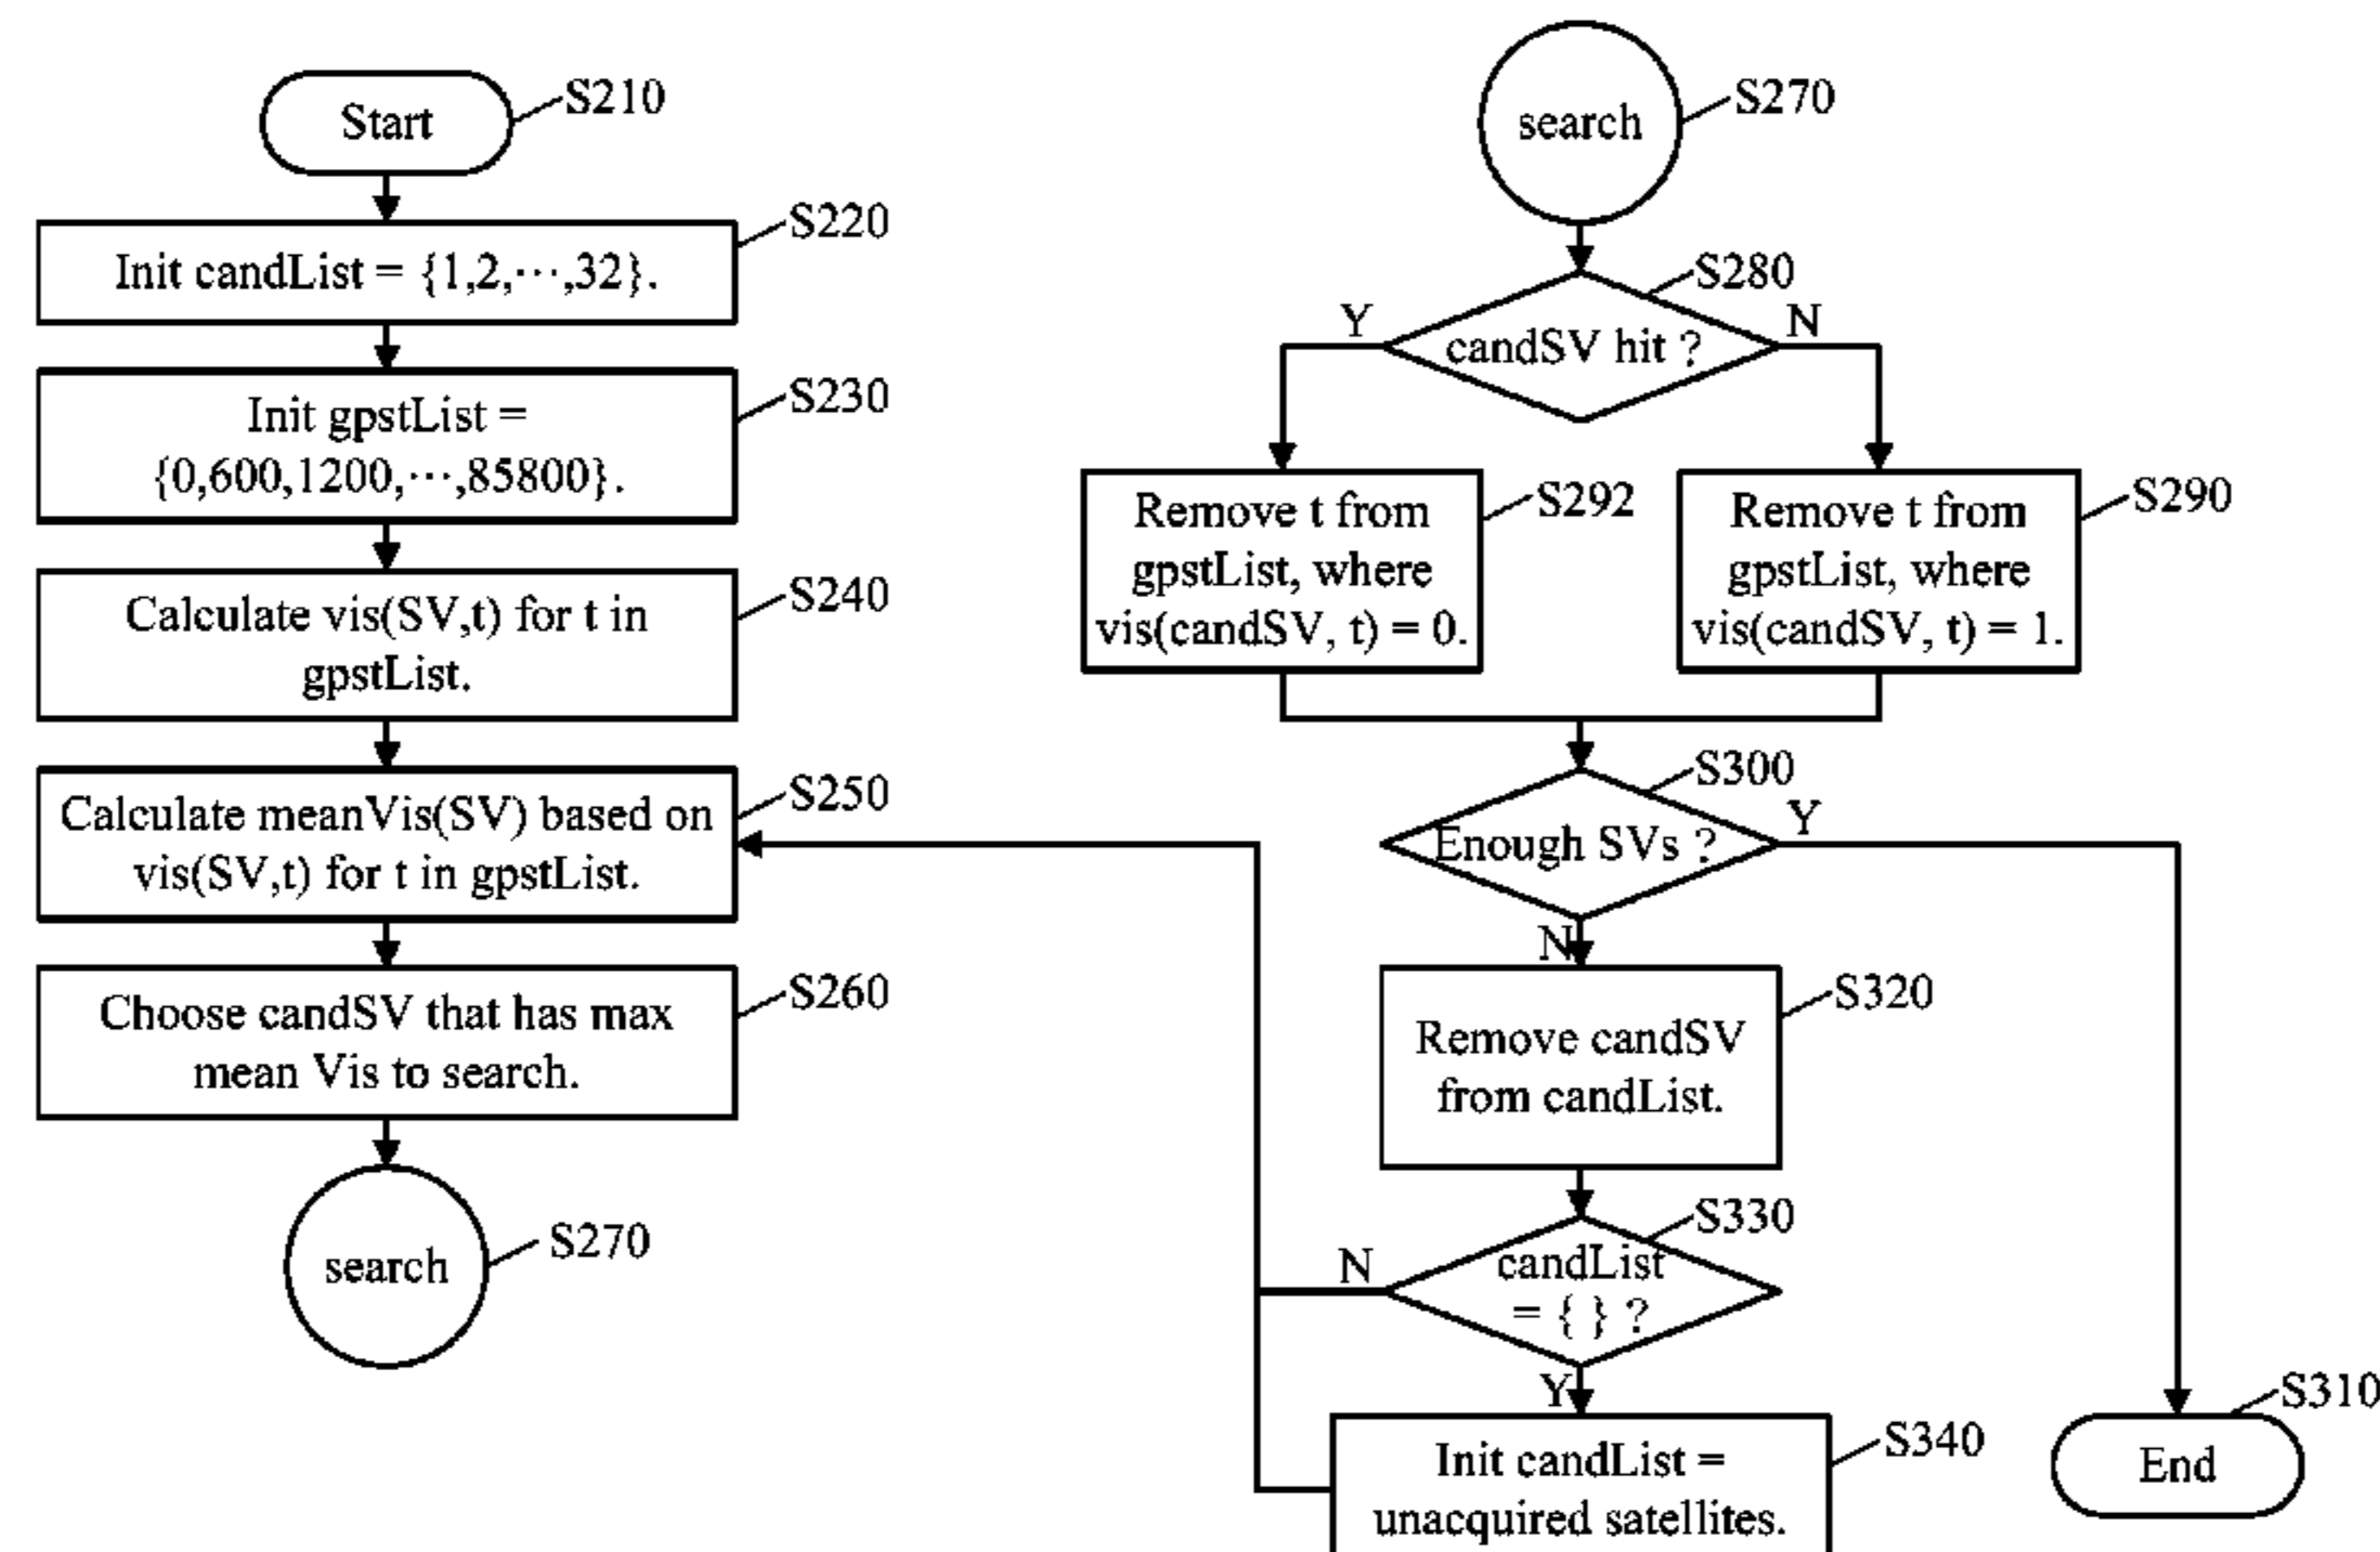 Start
S210
Init candList = {1,2,⋯,32}.
S220
Init gpstList =
{0,600,1200,⋯,85800}.
S230
Calculate vis(SV,t) for t in
gpstList.
S240
Calculate meanVis(SV) based on
vis(SV,t) for t in gpstList.
S250
Choose candSV that has max
mean Vis to search.
S260
search
S270
search
S270
candSV hit ?
S280
Y
N
Remove t from
gpstList, where
vis(candSV, t) = 0.
S292
Remove t from
gpstList, where
vis(candSV, t) = 1.
S290
Enough SVs ?
S300
Y
N
Remove candSV
from candList.
S320
candList
= { } ?
S330
N
Y
Init candList =
unacquired satellites.
S340
End
S310